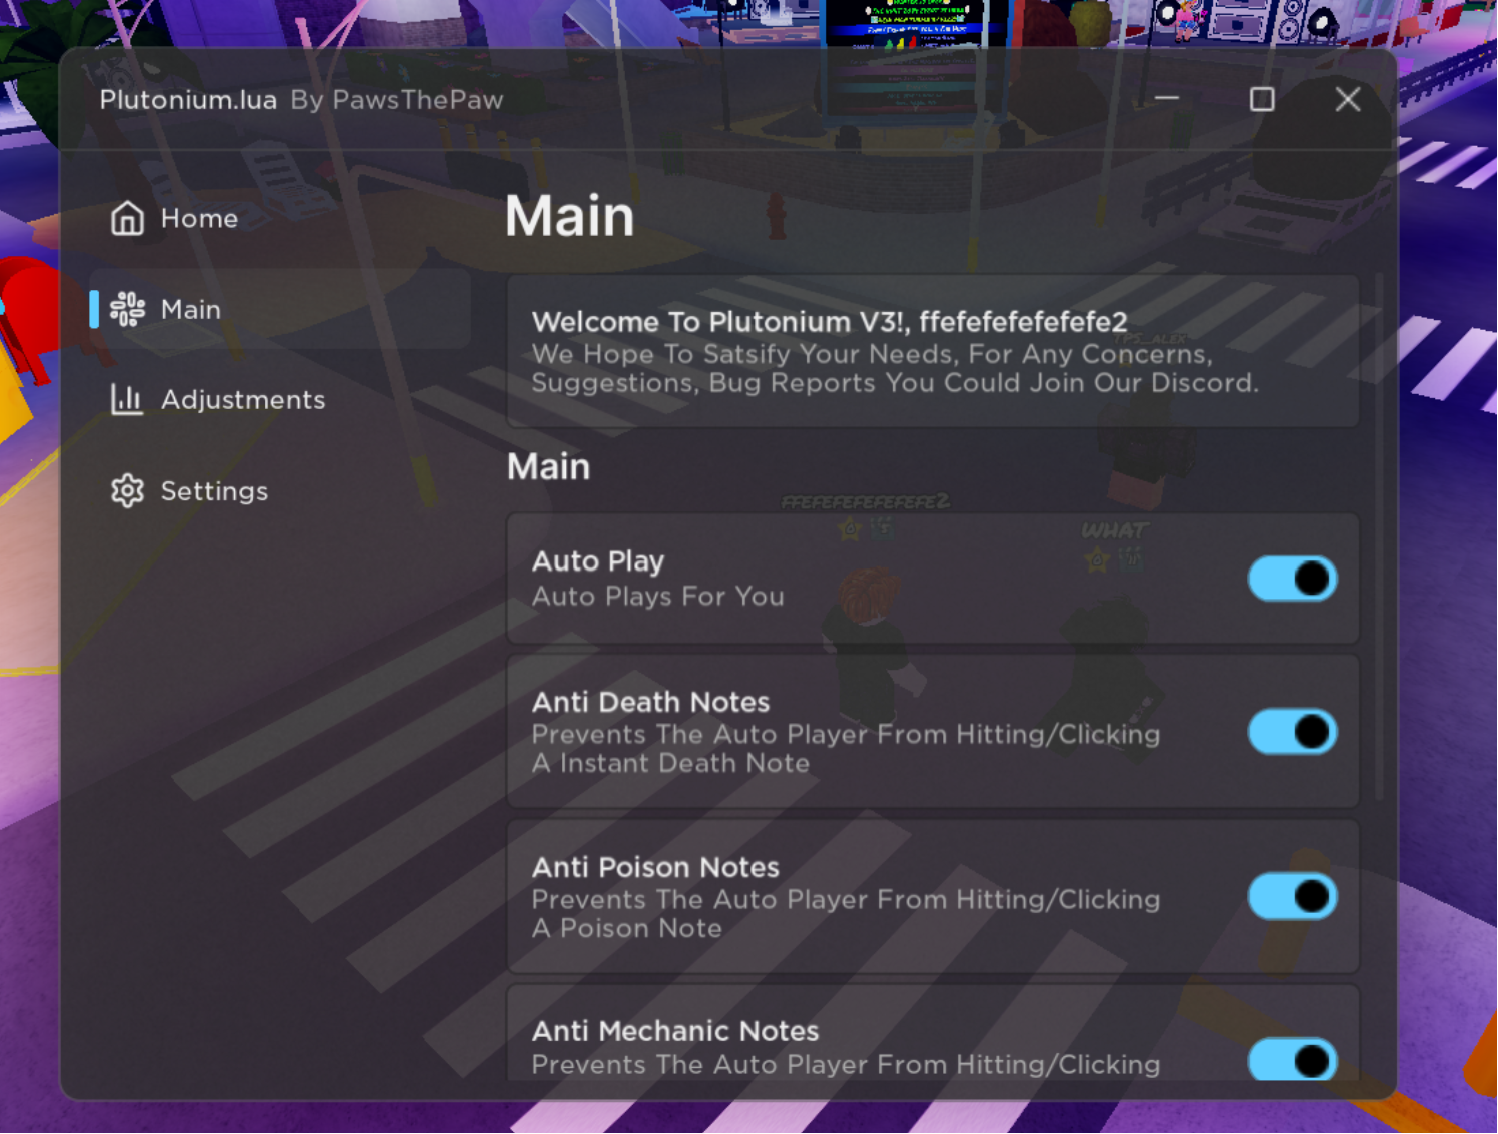 Plutonium.lua By PawsThePaw
Home
Main
Adjustments
Settings
Main
Welcome To Plutonium V3!, ffefefefefefefe2
We Hope To Satsify Your Needs, For Any Concerns,
Suggestions, Bug Reports You Could Join Our Discord.
TPS_ALEX
Main
FFEFEFEFEFEFEFE2
WHAT
Auto Play
Auto Plays For You
Anti Death Notes
Prevents The Auto Player From Hitting/Clicking
A Instant Death Note
Anti Poison Notes
Prevents The Auto Player From Hitting/Clicking
A Poison Note
Anti Mechanic Notes
Prevents The Auto Player From Hitting/Clicking